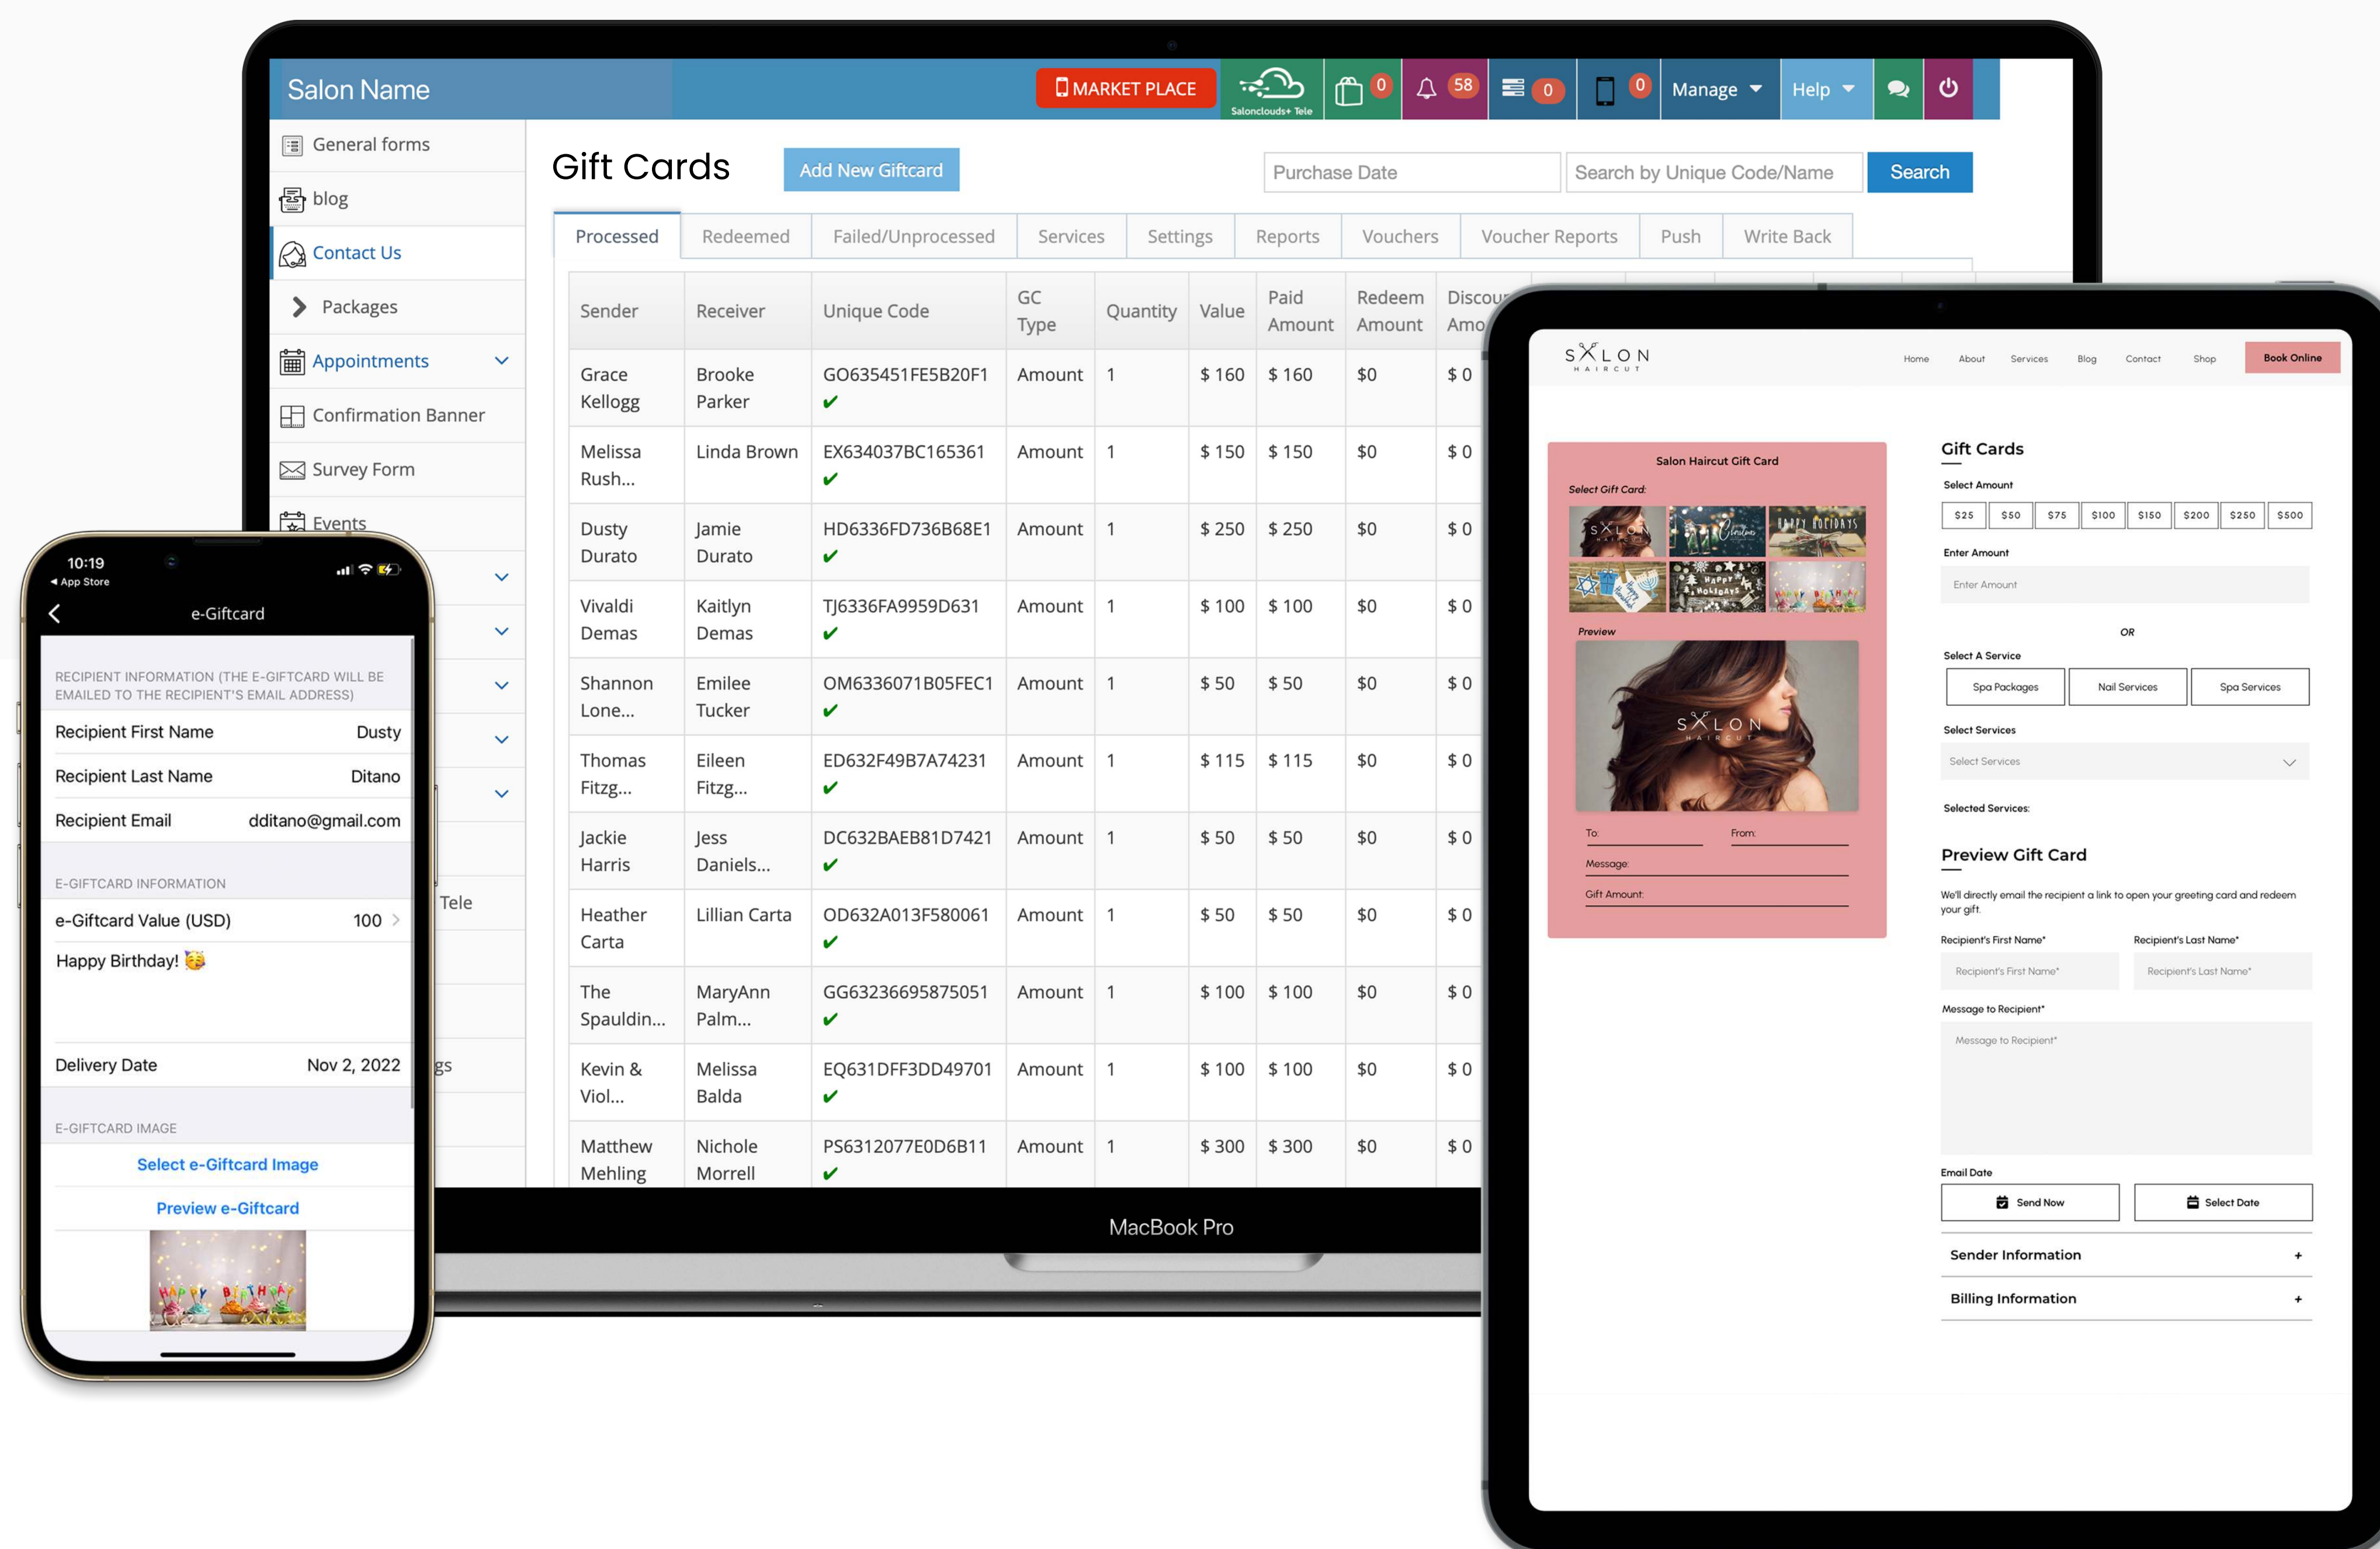 Salon Name
MARKET PLACE
Salonclouds+ Tele
0
58
0
0
Manage
Help
General forms
blog
Contact Us
Packages
Appointments
Confirmation Banner
Survey Form
Events
Tele
gs
Gift Cards
Add New Giftcard
Purchase Date
Search by Unique Code/Name
Search
Processed Redeemed Failed/Unprocessed Services Settings Reports Vouchers Voucher Reports Push Write Back
Sender Receiver Unique Code GC Type Quantity Value Paid Amount Redeem Amount Discou Amo
Grace Kellogg Brooke Parker GO635451FE5B20F1 Amount 1 $ 160 $ 160 $0 $ 0
Melissa Rush... Linda Brown EX634037BC165361 Amount 1 $ 150 $ 150 $0 $ 0
Dusty Durato Jamie Durato HD6336FD736B68E1 Amount 1 $ 250 $ 250 $0 $ 0
Vivaldi Demas Kaitlyn Demas TJ6336FA9959D631 Amount 1 $ 100 $ 100 $0 $ 0
Shannon Lone... Emilee Tucker OM6336071B05FEC1 Amount 1 $ 50 $ 50 $0 $ 0
Thomas Fitzg... Eileen Fitzg... ED632F49B7A74231 Amount 1 $ 115 $ 115 $0 $ 0
Jackie Harris Jess Daniels... DC632BAEB81D7421 Amount 1 $ 50 $ 50 $0 $ 0
Heather Carta Lillian Carta OD632A013F580061 Amount 1 $ 50 $ 50 $0 $ 0
The Spauldin... MaryAnn Palm... GG63236695875051 Amount 1 $ 100 $ 100 $0 $ 0
Kevin & Viol... Melissa Balda EQ631DFF3DD49701 Amount 1 $ 100 $ 100 $0 $ 0
Matthew Mehling Nichole Morrell PS6312077E0D6B11 Amount 1 $ 300 $ 300 $0 $ 0
MacBook Pro
10:19
App Store
e-Giftcard
RECIPIENT INFORMATION (THE E-GIFTCARD WILL BE
EMAILED TO THE RECIPIENT'S EMAIL ADDRESS)
Recipient First Name Dusty
Recipient Last Name Ditano
Recipient Email dditano@gmail.com
E-GIFTCARD INFORMATION
e-Giftcard Value (USD) 100
Happy Birthday! 🥳
Delivery Date Nov 2, 2022
E-GIFTCARD IMAGE
Select e-Giftcard Image
Preview e-Giftcard
HAPPY BIRTHDAY
SALON
HAIRCUT
Home About Services Blog Contact Shop Book Online
Salon Haircut Gift Card
Select Gift Card:
SALON
Christmas
HAPPY HOLIDAYS
Happy Hanukkah
HAPPY HOLIDAYS
HAPPY BIRTHDAY
Preview
SALON
HAIRCUT
To: From:
Message:
Gift Amount:
Gift Cards
Select Amount
$25 $50 $75 $100 $150 $200 $250 $500
Enter Amount
Enter Amount
OR
Select A Service
Spa Packages Nail Services Spa Services
Select Services
Select Services
Selected Services:
Preview Gift Card
We'll directly email the recipient a link to open your greeting card and redeem
your gift.
Recipient's First Name* Recipient's Last Name*
Recipient's First Name* Recipient's Last Name*
Message to Recipient*
Message to Recipient*
Email Date
Send Now Select Date
Sender Information +
Billing Information +